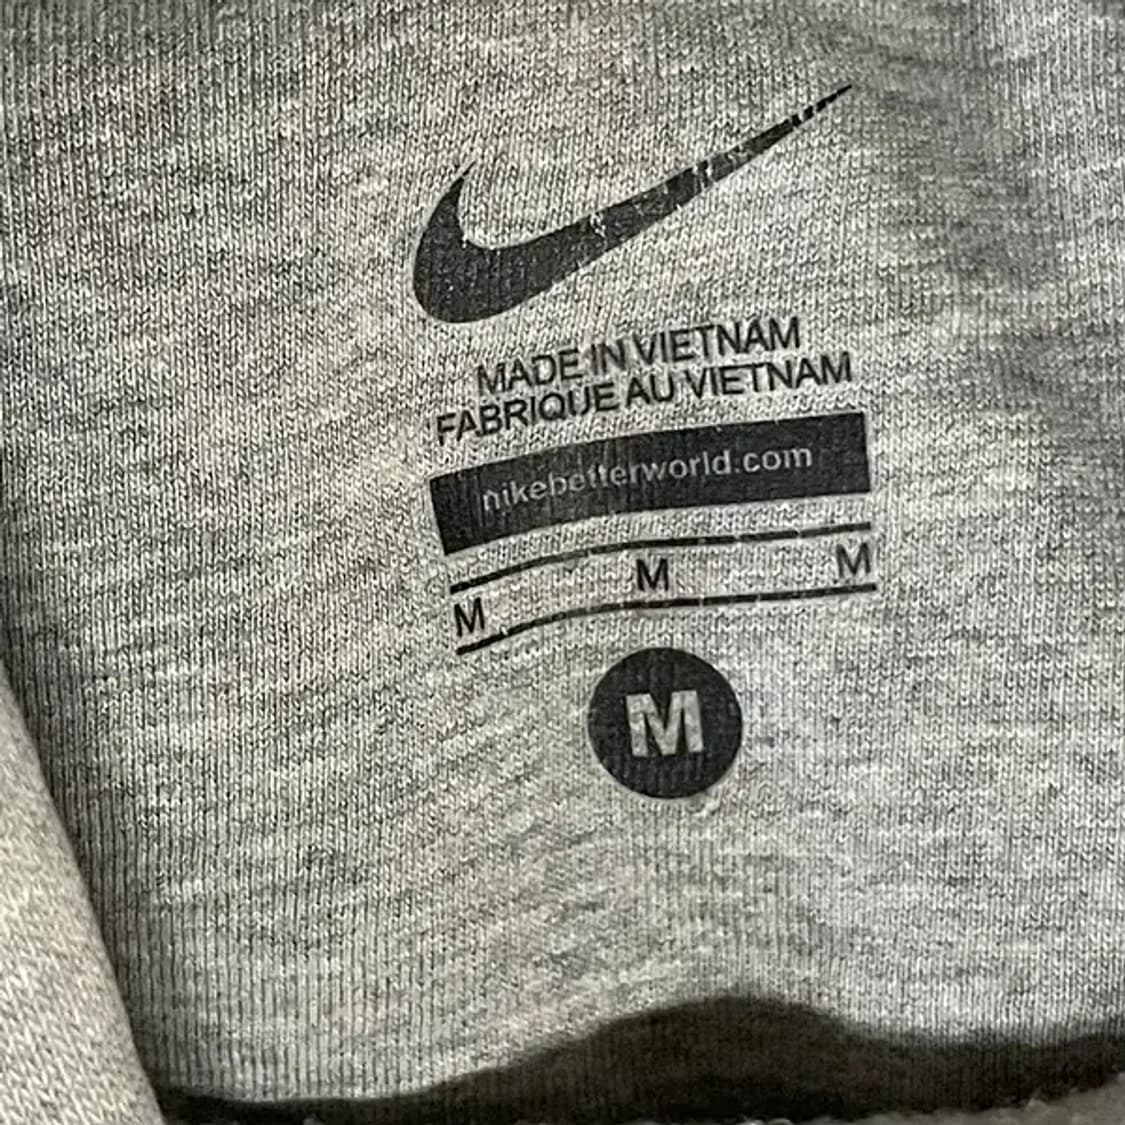 MADE IN VIETNAM
FABRIQUE AU VIETNAM
nikebetterworld.com
M M M
M